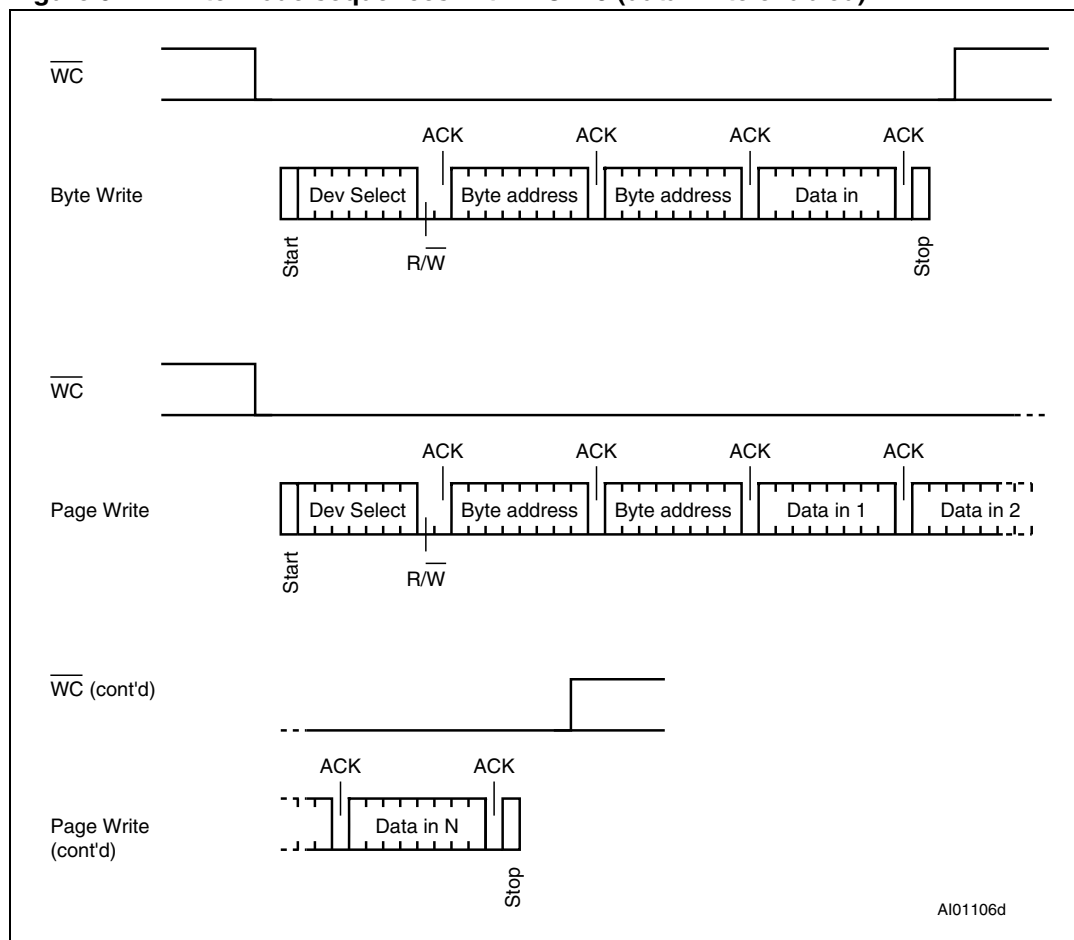 WC
ACK ACK ACK ACK
Byte Write Dev Select Byte address Byte address Data in
Start R/W Stop
WC
ACK ACK ACK ACK
Page Write Dev Select Byte address Byte address Data in 1 Data in 2
Start R/W
WC (cont'd)
ACK ACK
Page Write (cont'd) Data in N
Stop
AI01106d